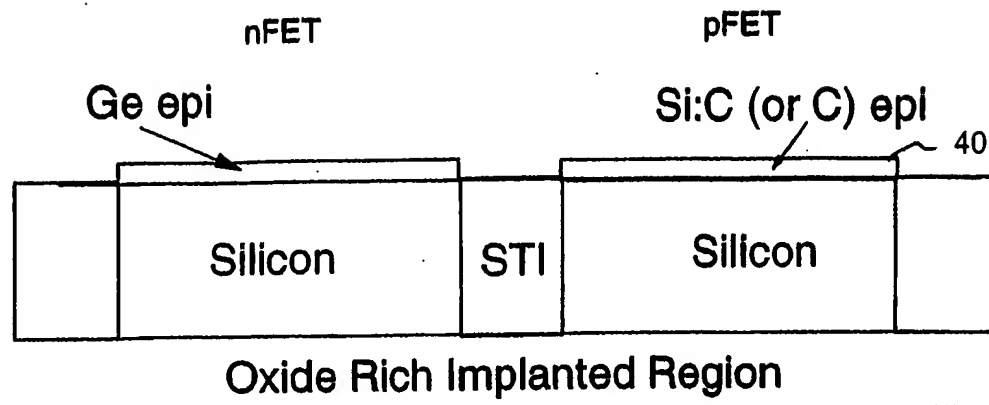 nFET
pFET
Ge epi
Si:C (or C) epi
40
Silicon
STI
Silicon
Oxide Rich Implanted Region